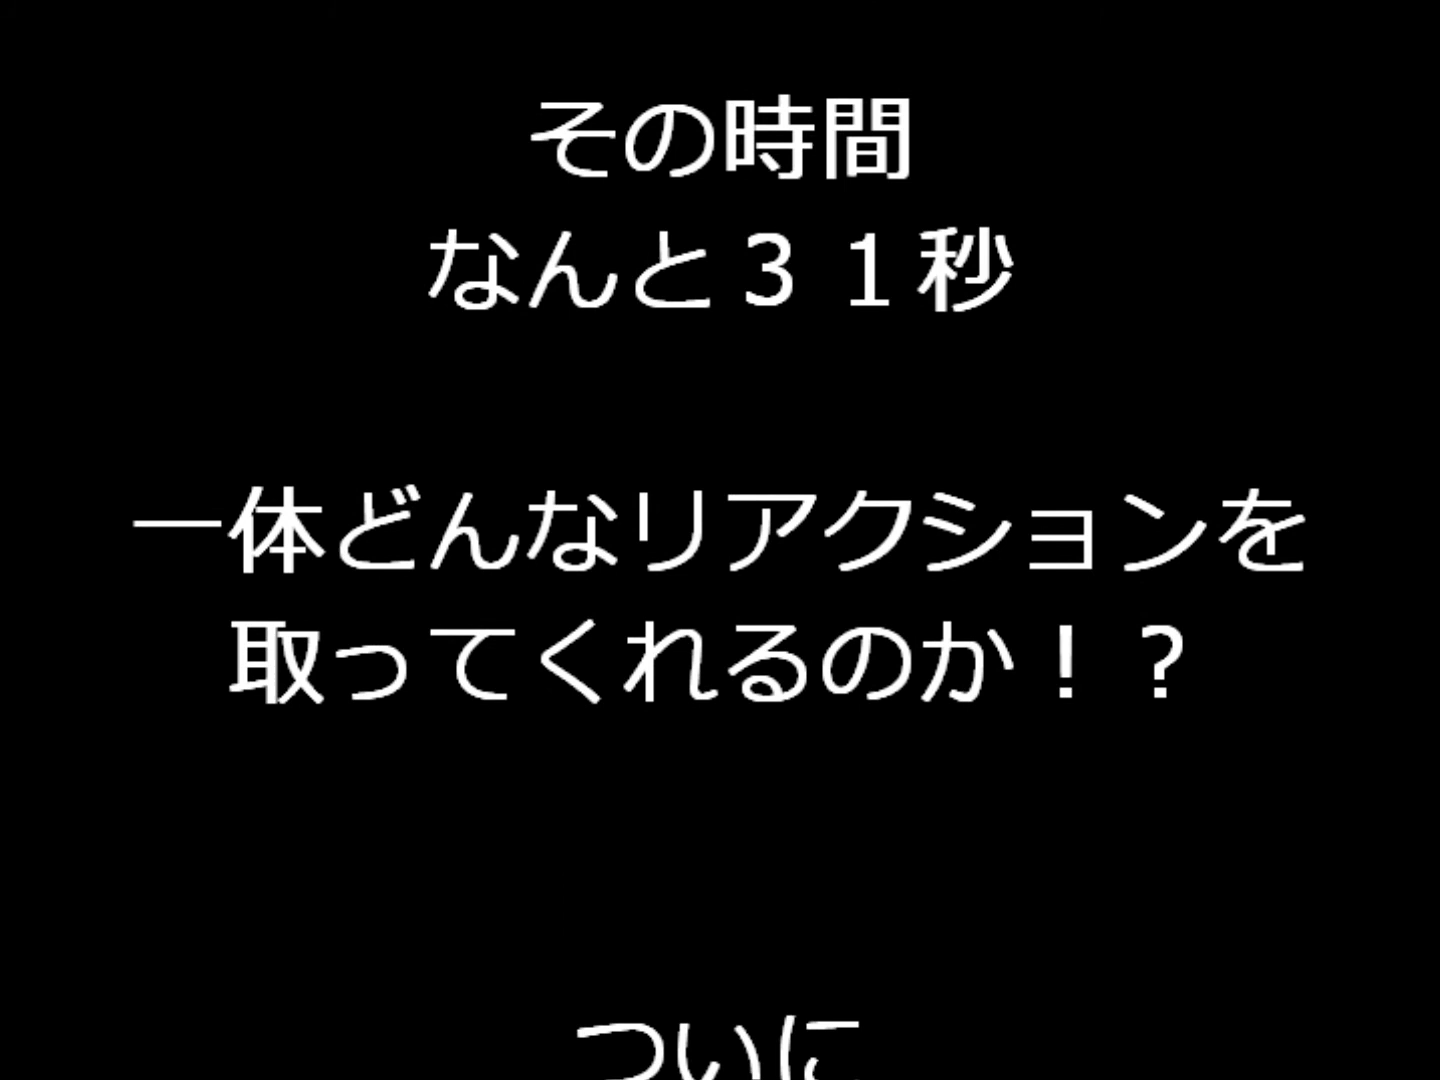 その時間
なんと３１秒
一体どんなリアクションを
取ってくれるのか！？
ついに